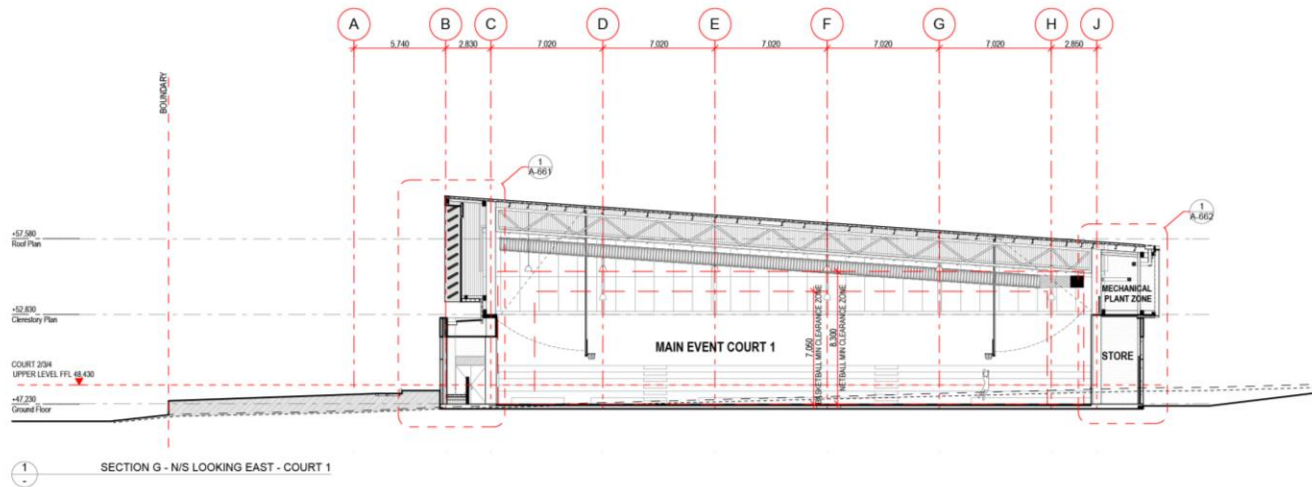 A B C D E F G H J
5,740 2,830 7,020 7,020 7,020 7,020 7,020 2,850
BOUNDARY
1
A-661
1
A-662
+57,580
Roof Plan
MECHANICAL
PLANT ZONE
+52,830
Clerestory Plan
MAIN EVENT COURT 1
7,050
BASKETBALL MIN CLEARANCE ZONE
8,300
NETBALL MIN CLEARANCE ZONE
STORE
COURT 2/3/4
UPPER LEVEL FFL 48,430
+47,230
Ground Floor
1
-
SECTION G - N/S LOOKING EAST - COURT 1